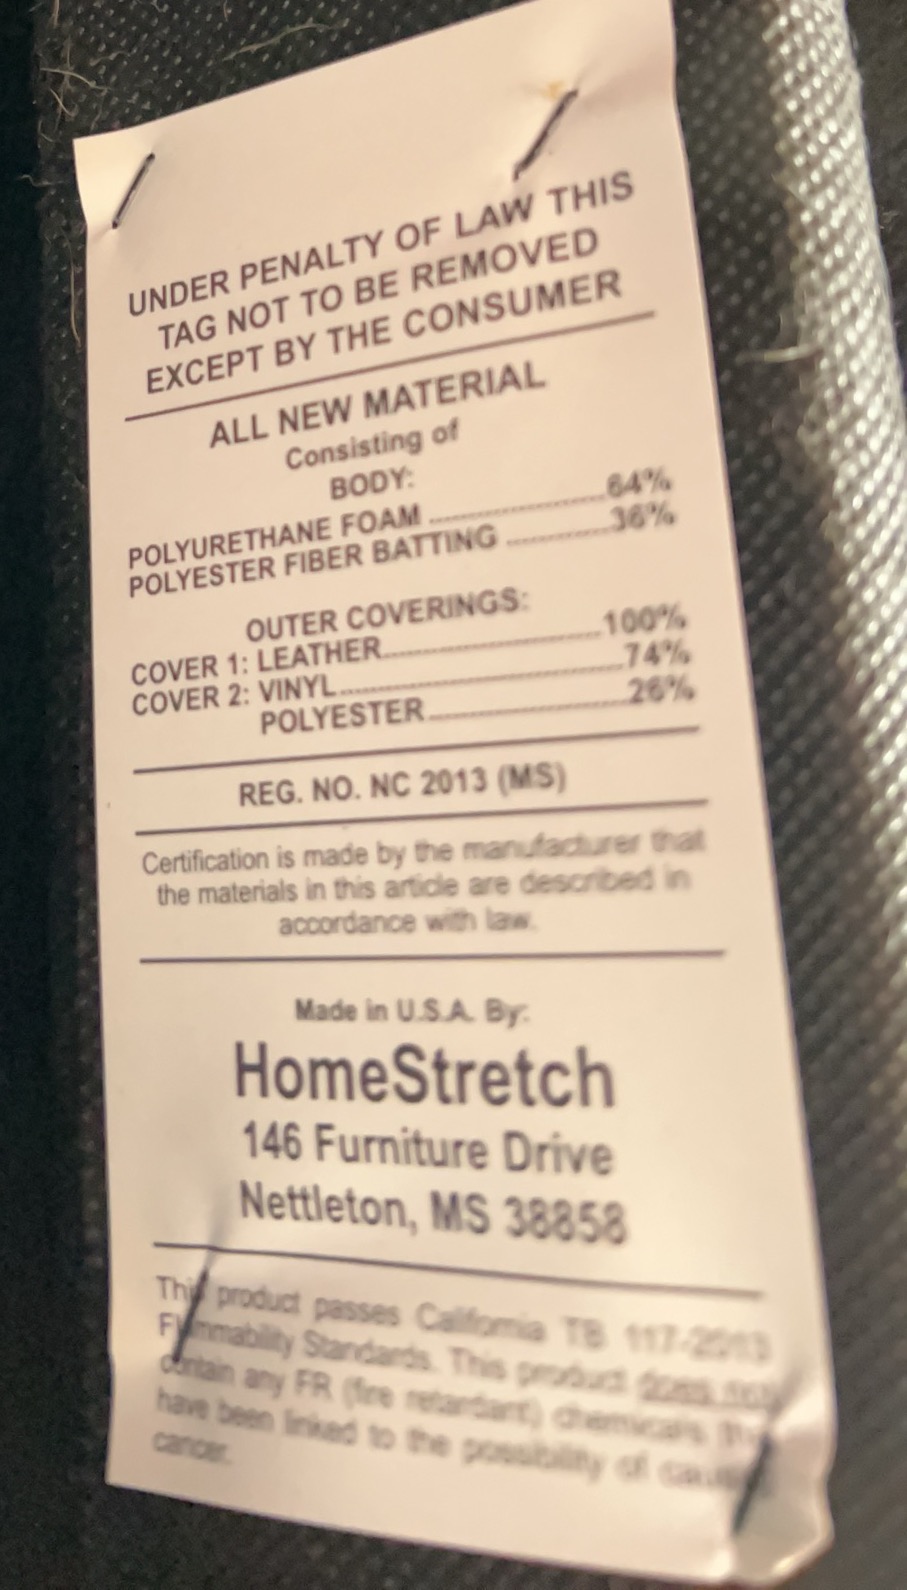 UNDER PENALTY OF LAW THIS
TAG NOT TO BE REMOVED
EXCEPT BY THE CONSUMER
ALL NEW MATERIAL
Consisting of
BODY:
POLYURETHANE FOAM ........................ 64%
POLYESTER FIBER BATTING .............. 36%
OUTER COVERINGS:
COVER 1: LEATHER........................ 100%
COVER 2: VINYL........................ 74%
POLYESTER........................ 26%
REG. NO. NC 2013 (MS)
Certification is made by the manufacturer that
the materials in this article are described in
accordance with law.
Made in U.S.A. By:
HomeStretch
146 Furniture Drive
Nettleton, MS 38858
This product passes California TB 117-2013
Flammability Standards. This product does not
contain any FR (fire retardant) chemicals
have been linked to the possibility of
cancer.